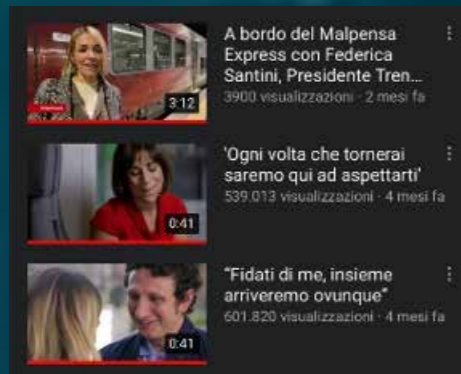 A bordo del Malpensa
Express con Federica
Santini, Presidente Tren...
3900 visualizzazioni · 2 mesi fa
3:12
'Ogni volta che tornerai
saremo qui ad aspettarti'
539.013 visualizzazioni · 4 mesi fa
0:41
“Fidati di me, insieme
arriveremo ovunque”
601.820 visualizzazioni · 4 mesi fa
0:41